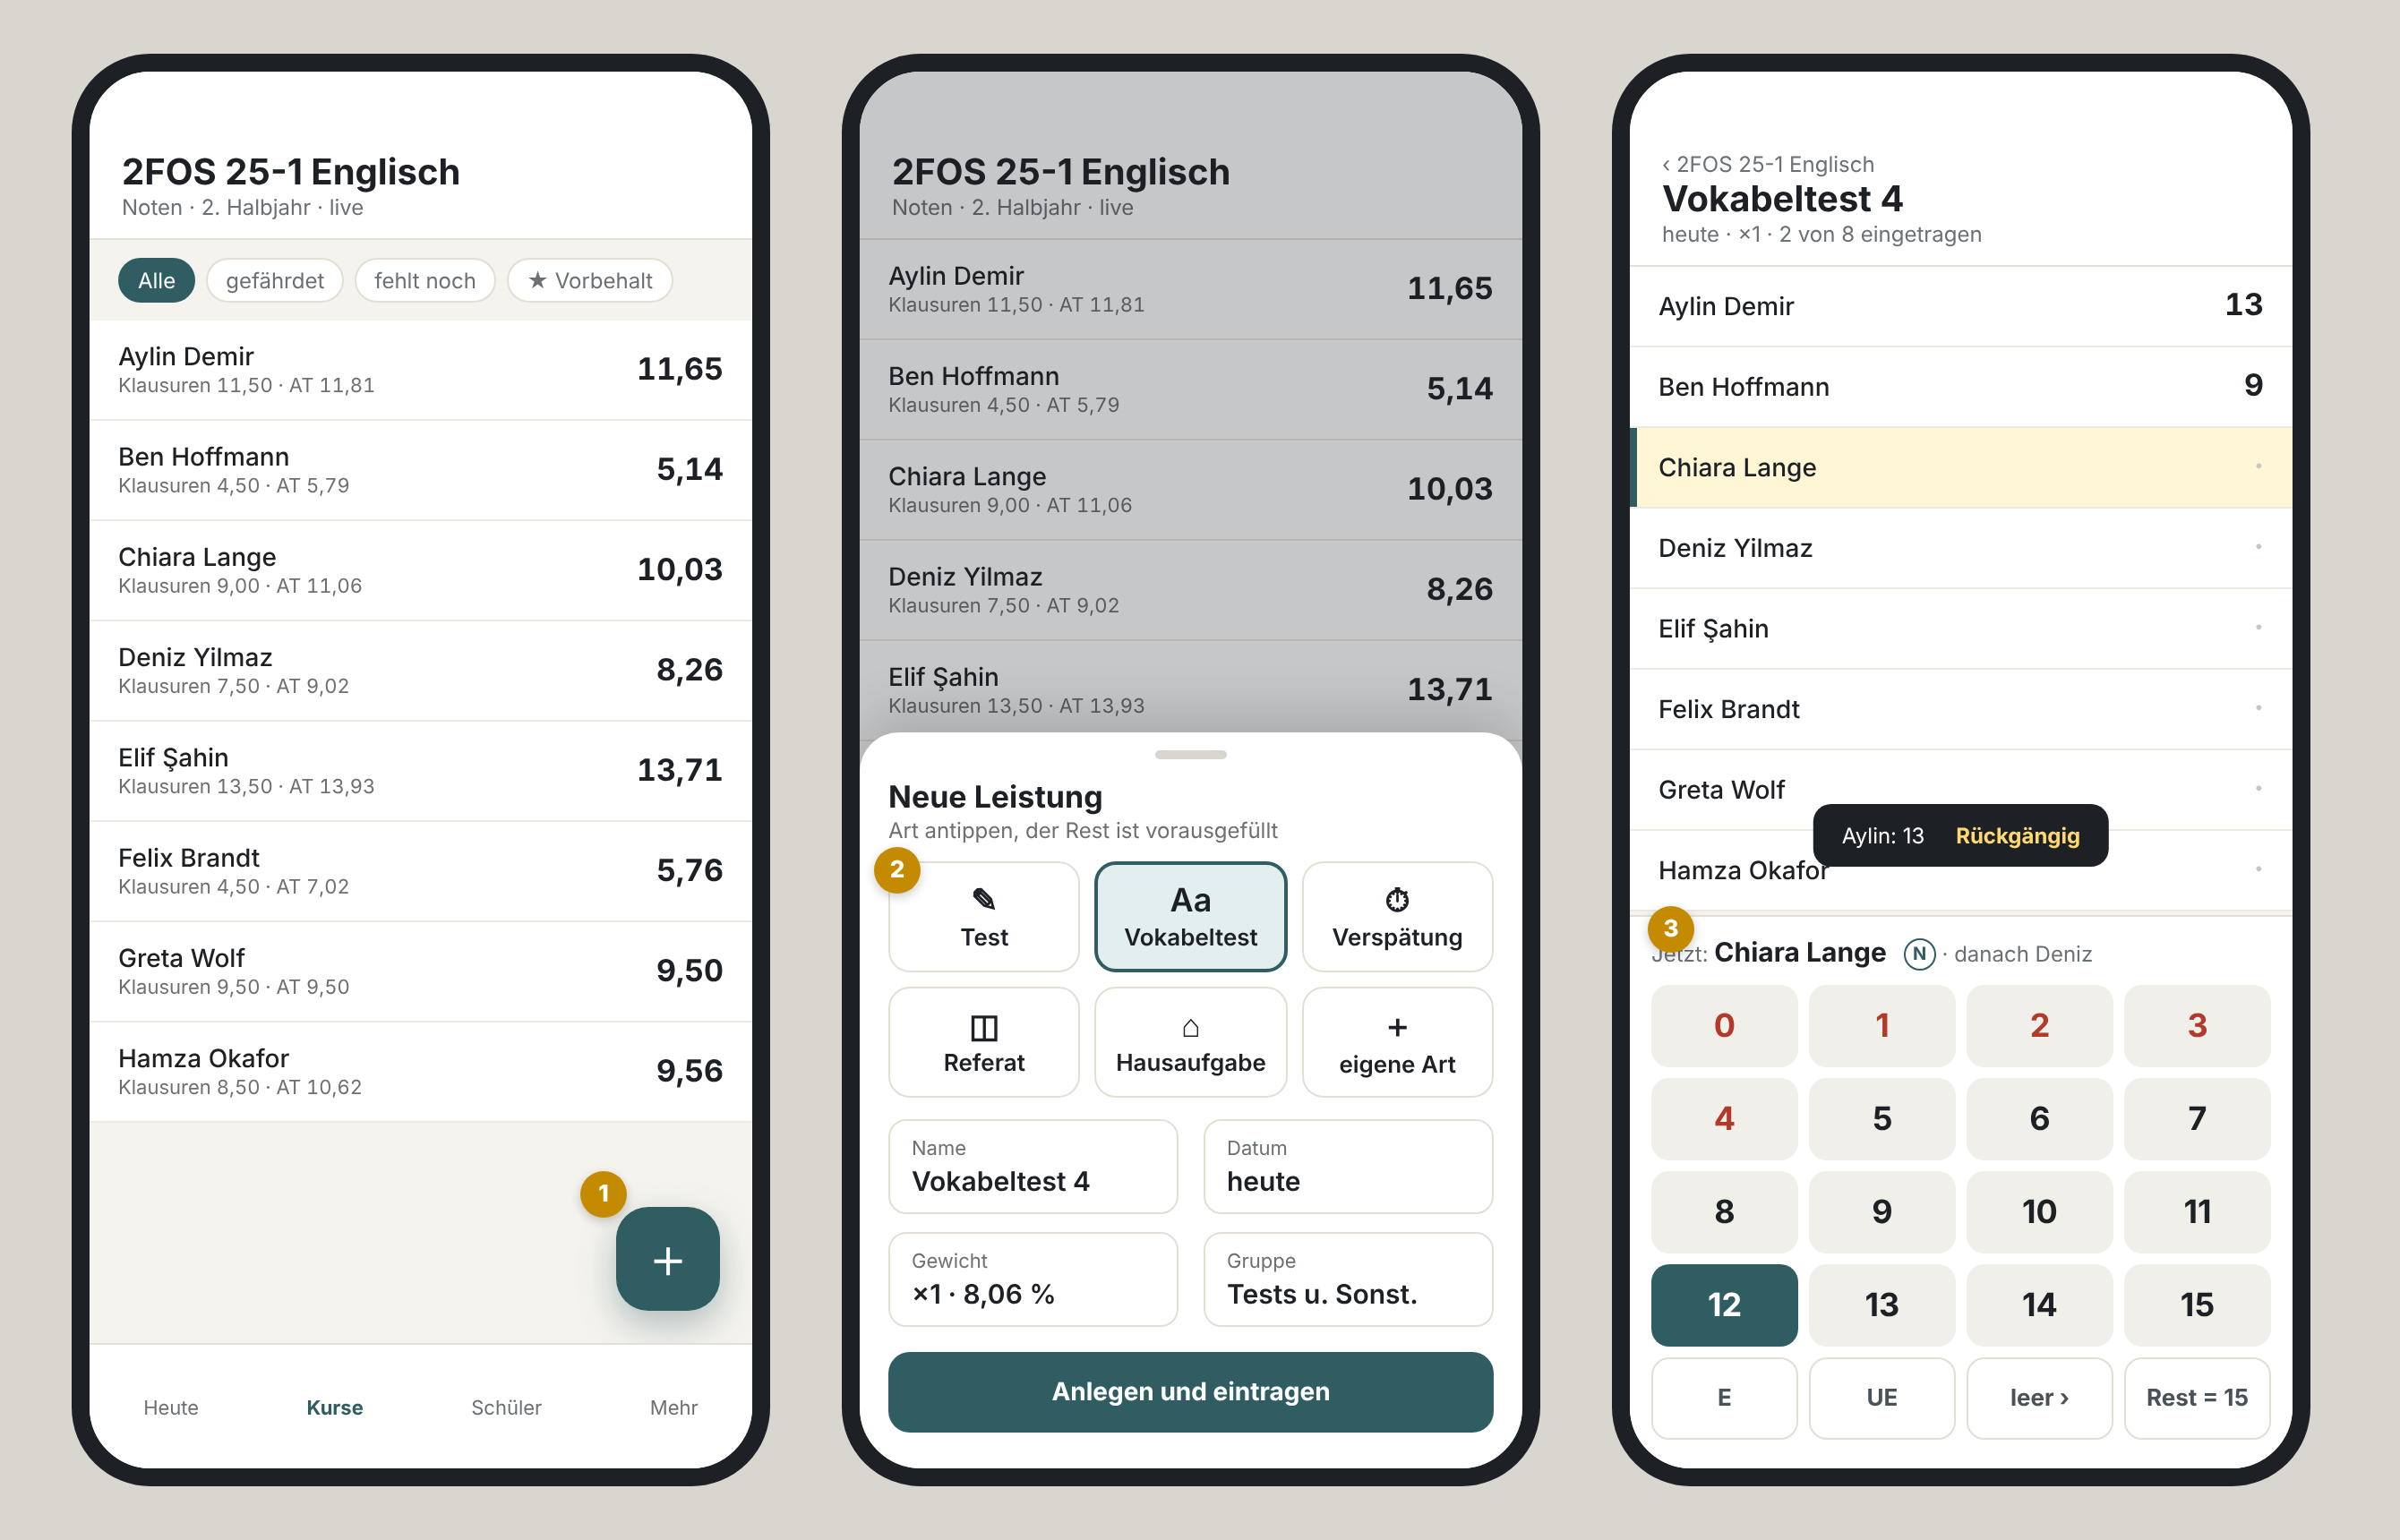 2FOS 25-1 Englisch
Noten · 2. Halbjahr · live
Alle gefährdet fehlt noch ★ Vorbehalt
Aylin Demir 11,65
Klausuren 11,50 · AT 11,81
Ben Hoffmann 5,14
Klausuren 4,50 · AT 5,79
Chiara Lange 10,03
Klausuren 9,00 · AT 11,06
Deniz Yilmaz 8,26
Klausuren 7,50 · AT 9,02
Elif Şahin 13,71
Klausuren 13,50 · AT 13,93
Felix Brandt 5,76
Klausuren 4,50 · AT 7,02
Greta Wolf 9,50
Klausuren 9,50 · AT 9,50
Hamza Okafor 9,56
Klausuren 8,50 · AT 10,62
1
+
Heute Kurse Schüler Mehr
2FOS 25-1 Englisch
Noten · 2. Halbjahr · live
Aylin Demir 11,65
Klausuren 11,50 · AT 11,81
Ben Hoffmann 5,14
Klausuren 4,50 · AT 5,79
Chiara Lange 10,03
Klausuren 9,00 · AT 11,06
Deniz Yilmaz 8,26
Klausuren 7,50 · AT 9,02
Elif Şahin 13,71
Klausuren 13,50 · AT 13,93
Neue Leistung
Art antippen, der Rest ist vorausgefüllt
2
✎ Aa ⏱
Test Vokabeltest Verspätung
◫ ⌂ +
Referat Hausaufgabe eigene Art
Name Datum
Vokabeltest 4 heute
Gewicht Gruppe
×1 · 8,06 % Tests u. Sonst.
Anlegen und eintragen
‹ 2FOS 25-1 Englisch
Vokabeltest 4
heute · ×1 · 2 von 8 eingetragen
Aylin Demir 13
Ben Hoffmann 9
Chiara Lange ·
Deniz Yilmaz ·
Elif Şahin ·
Felix Brandt ·
Greta Wolf ·
Aylin: 13 Rückgängig
Hamza Okafor ·
3
Jetzt: Chiara Lange N · danach Deniz
0 1 2 3
4 5 6 7
8 9 10 11
12 13 14 15
E UE leer › Rest = 15